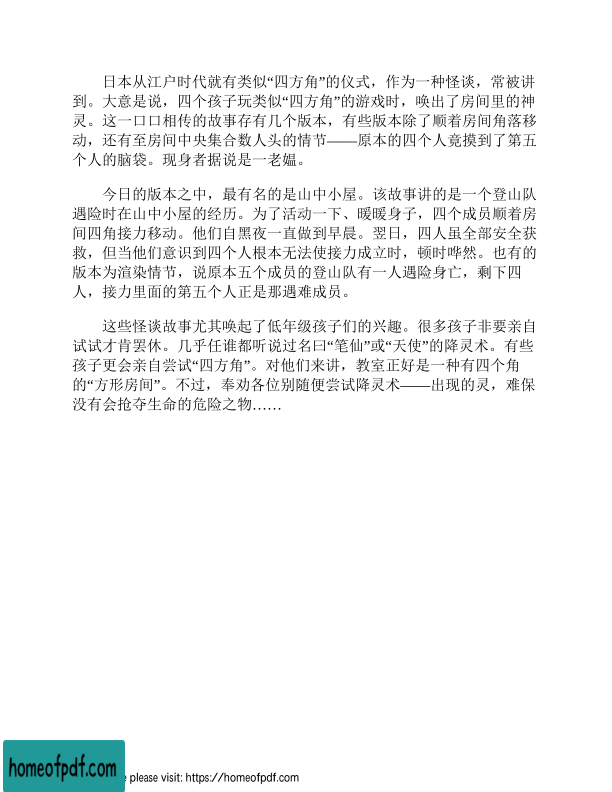 日本从江户时代就有类似“四方角”的仪式，作为一种怪谈，常被讲
到。大意是说，四个孩子玩类似“四方角”的游戏时，唤出了房间里的神
灵。这一口口相传的故事存有几个版本，有些版本除了顺着房间角落移
动，还有至房间中央集合数人头的情节——原本的四个人竟摸到了第五
个人的脑袋。现身者据说是一老媪。
今日的版本之中，最有名的是山中小屋。该故事讲的是一个登山队
遇险时在山中小屋的经历。为了活动一下、暖暖身子，四个成员顺着房
间四角接力移动。他们自黑夜一直做到早晨。翌日，四人虽全部安全获
救，但当他们意识到四个人根本无法使接力成立时，顿时哗然。也有的
版本为渲染情节，说原本五个成员的登山队有一人遇险身亡，剩下四
人，接力里面的第五个人正是那遇难成员。
这些怪谈故事尤其唤起了低年级孩子们的兴趣。很多孩子非要亲自
试试才肯罢休。几乎任谁都听说过名曰“笔仙”或“天使”的降灵术。有些
孩子更会亲自尝试“四方角”。对他们来讲，教室正好是一种有四个角
的“方形房间”。不过，奉劝各位别随便尝试降灵术——出现的灵，难保
没有会抢夺生命的危险之物……
homeofpdf.com
e please visit: https://homeofpdf.com